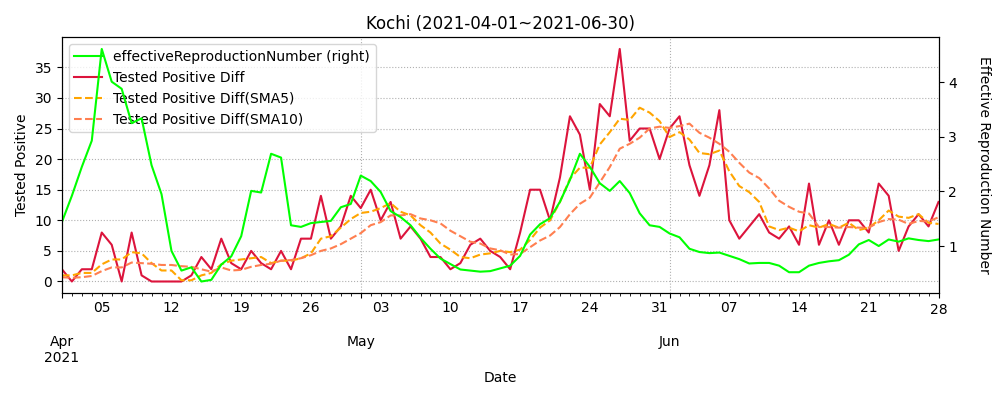 Kochi (2021-04-01~2021-06-30)
effectiveReproductionNumber (right)
Tested Positive Diff
Tested Positive Diff(SMA5)
Tested Positive Diff(SMA10)
Tested Positive
35
30
25
20
15
10
5
0
4
3
2
1
Effective Reproduction Number
05 12 19 26 03 10 17 24 31 07 14 21 28
Apr May Jun
2021
Date